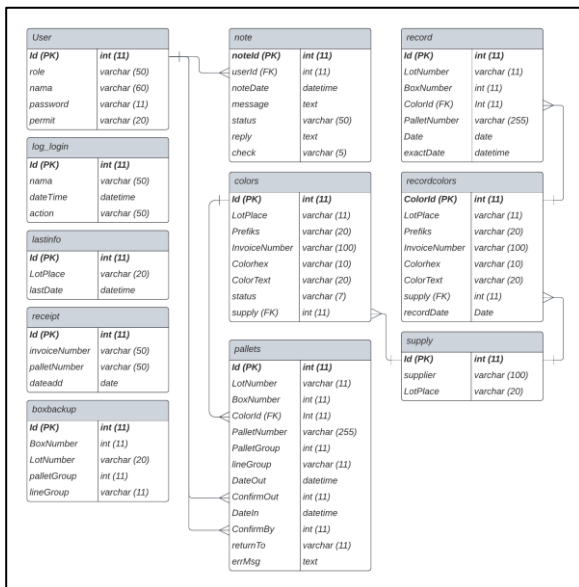 User
Id (PK) int (11)
role varchar (50)
nama varchar (60)
password varchar (11)
permit varchar (20)
log_login
Id (PK) int (11)
nama varchar (50)
dateTime datetime
action varchar (50)
lastinfo
Id (PK) int (11)
LotPlace varchar (20)
lastDate datetime
receipt
Id (PK) int (11)
invoiceNumber varchar (50)
palletNumber varchar (50)
dateadd date
boxbackup
Id (PK) int (11)
BoxNumber int (11)
LotNumber varchar (20)
palletGroup int (11)
lineGroup varchar (11)
note
noteId (PK) int (11)
userId (FK) int (11)
noteDate datetime
message text
status varchar (50)
reply text
check varchar (5)
colors
Id (PK) int (11)
LotPlace varchar (11)
Prefiks varchar (20)
InvoiceNumber varchar (100)
Colorhex varchar (10)
ColorText varchar (20)
status varchar (7)
supply (FK) int (11)
pallets
Id (PK) int (11)
LotNumber varchar (11)
BoxNumber int (11)
ColorId (FK) Int (11)
PalletNumber varchar (255)
PalletGroup int (11)
lineGroup varchar (11)
DateOut datetime
ConfirmOut int (11)
DateIn datetime
ConfirmBy int (11)
returnTo varchar (11)
errMsg text
record
Id (PK) int (11)
LotNumber varchar (11)
BoxNumber int (11)
ColorId (FK) Int (11)
PalletNumber varchar (255)
Date date
exactDate datetime
recordcolors
ColorId (PK) int (11)
LotPlace varchar (11)
Prefiks varchar (20)
InvoiceNumber varchar (100)
Colorhex varchar (10)
ColorText varchar (20)
supply (FK) int (11)
recordDate Date
supply
Id (PK) int (11)
supplier varchar (100)
LotPlace varchar (20)